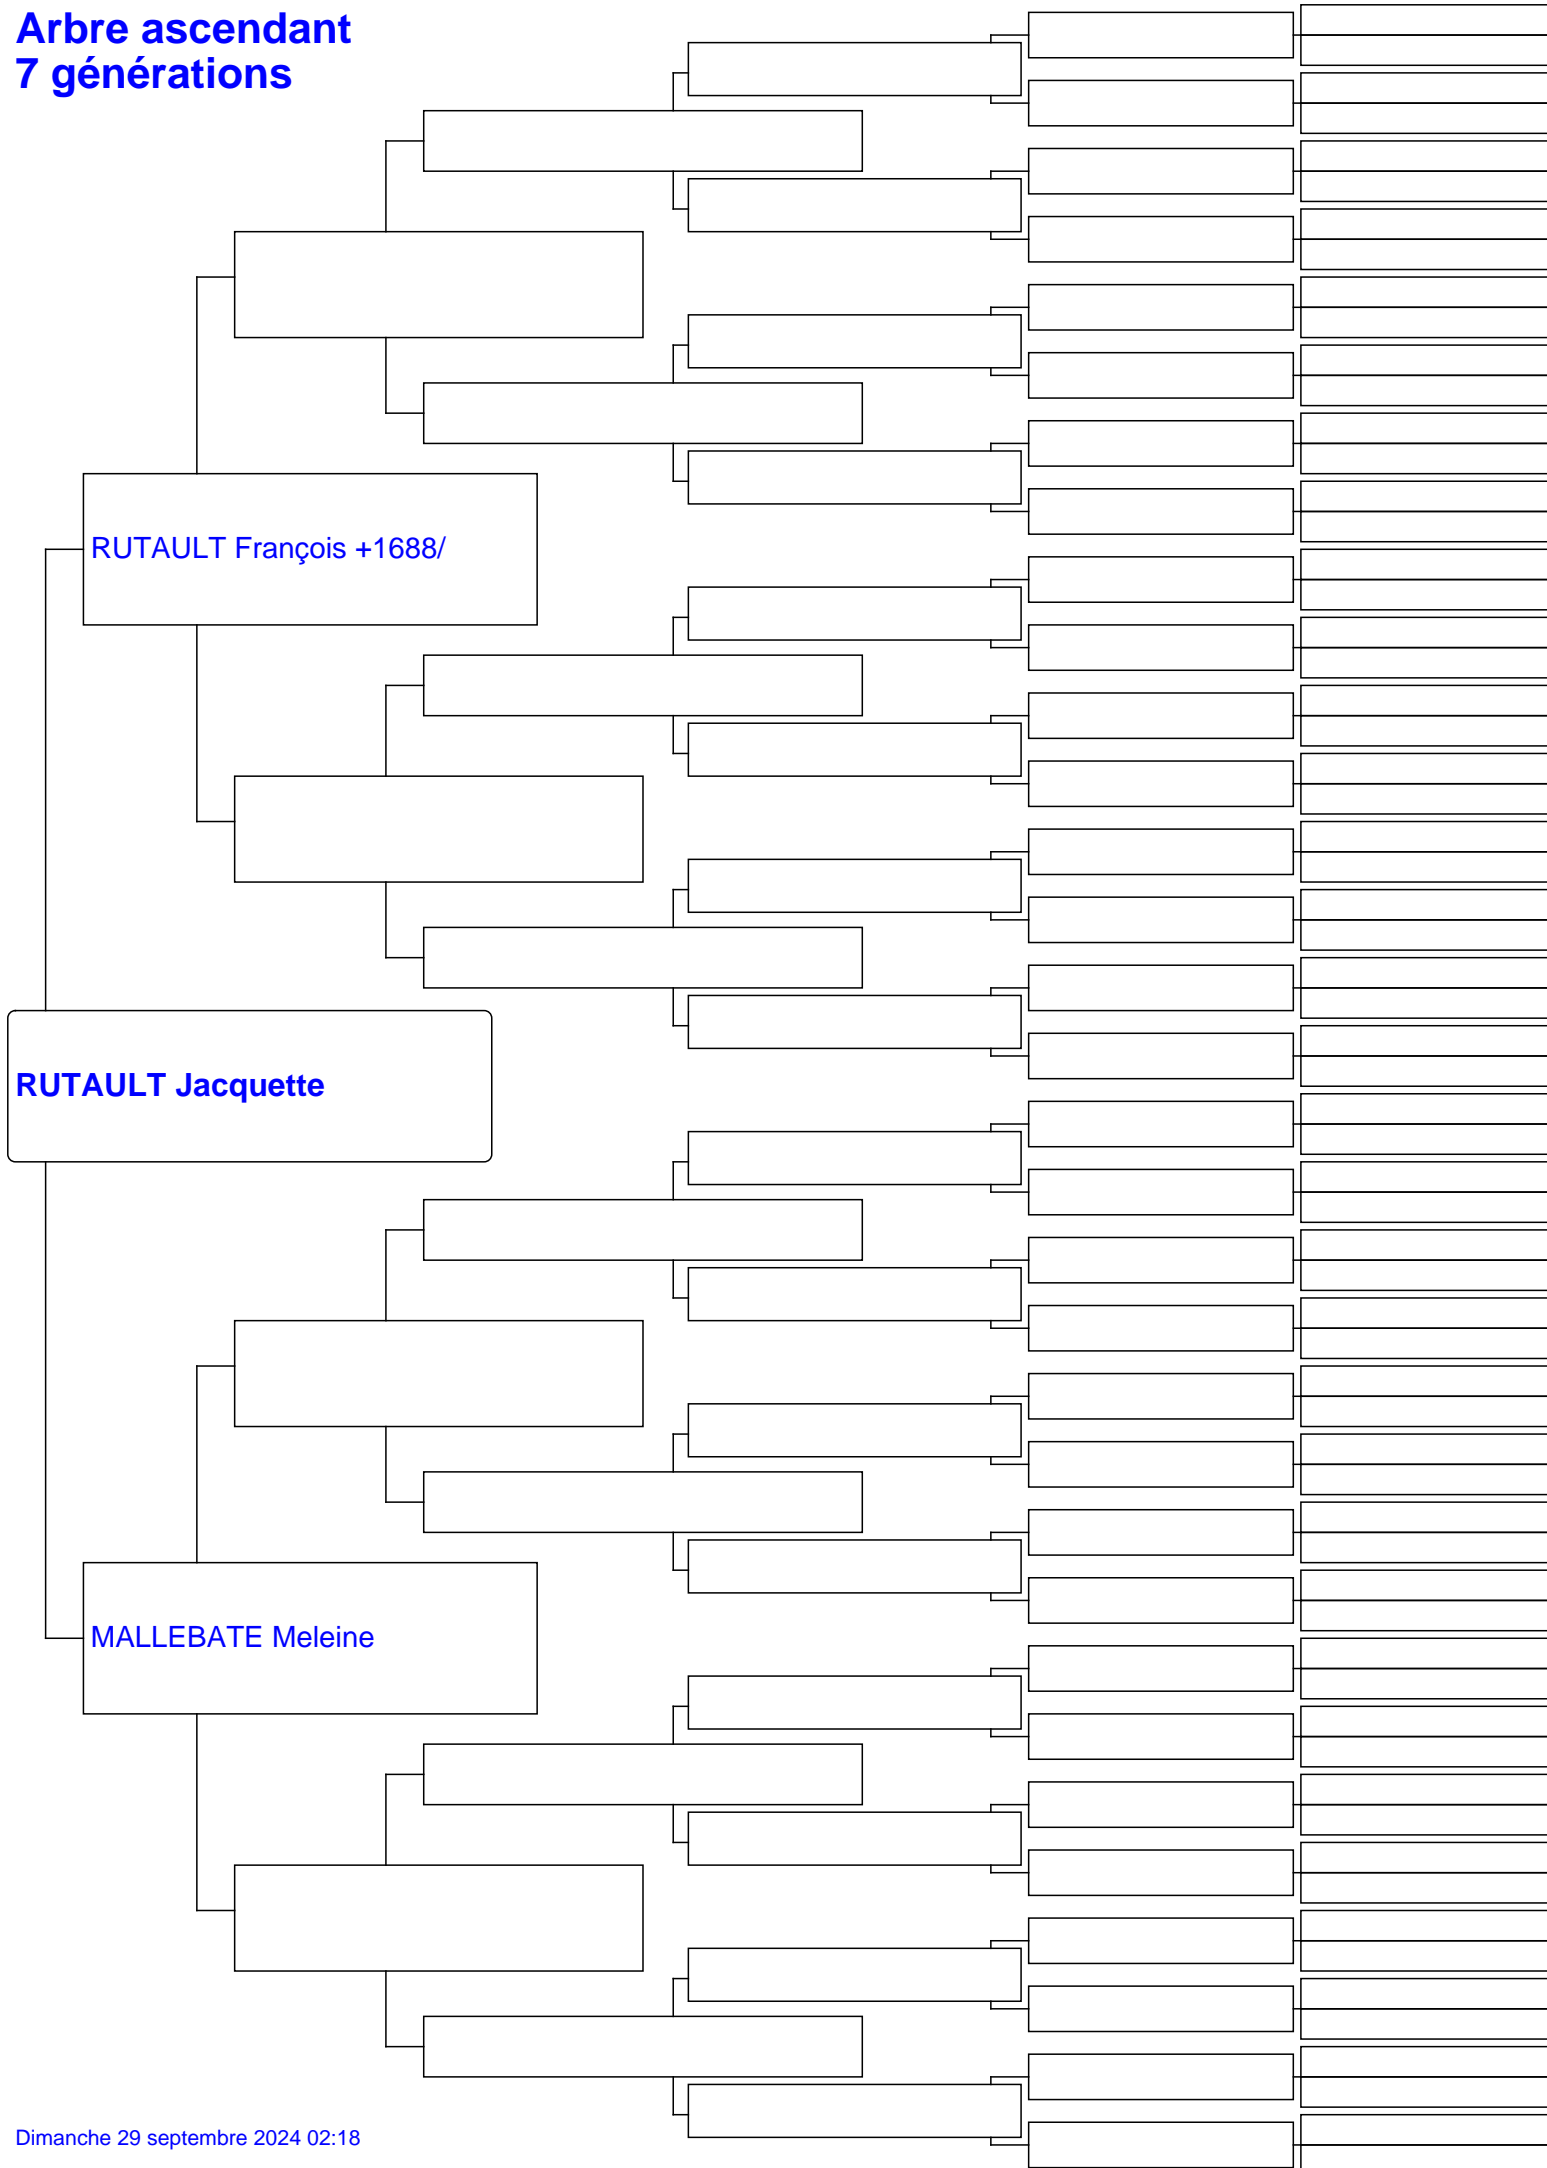 Arbre ascendant
7 générations
RUTAULT François +1688/
RUTAULT Jacquette
MALLEBATE Meleine
Dimanche 29 septembre 2024 02:18